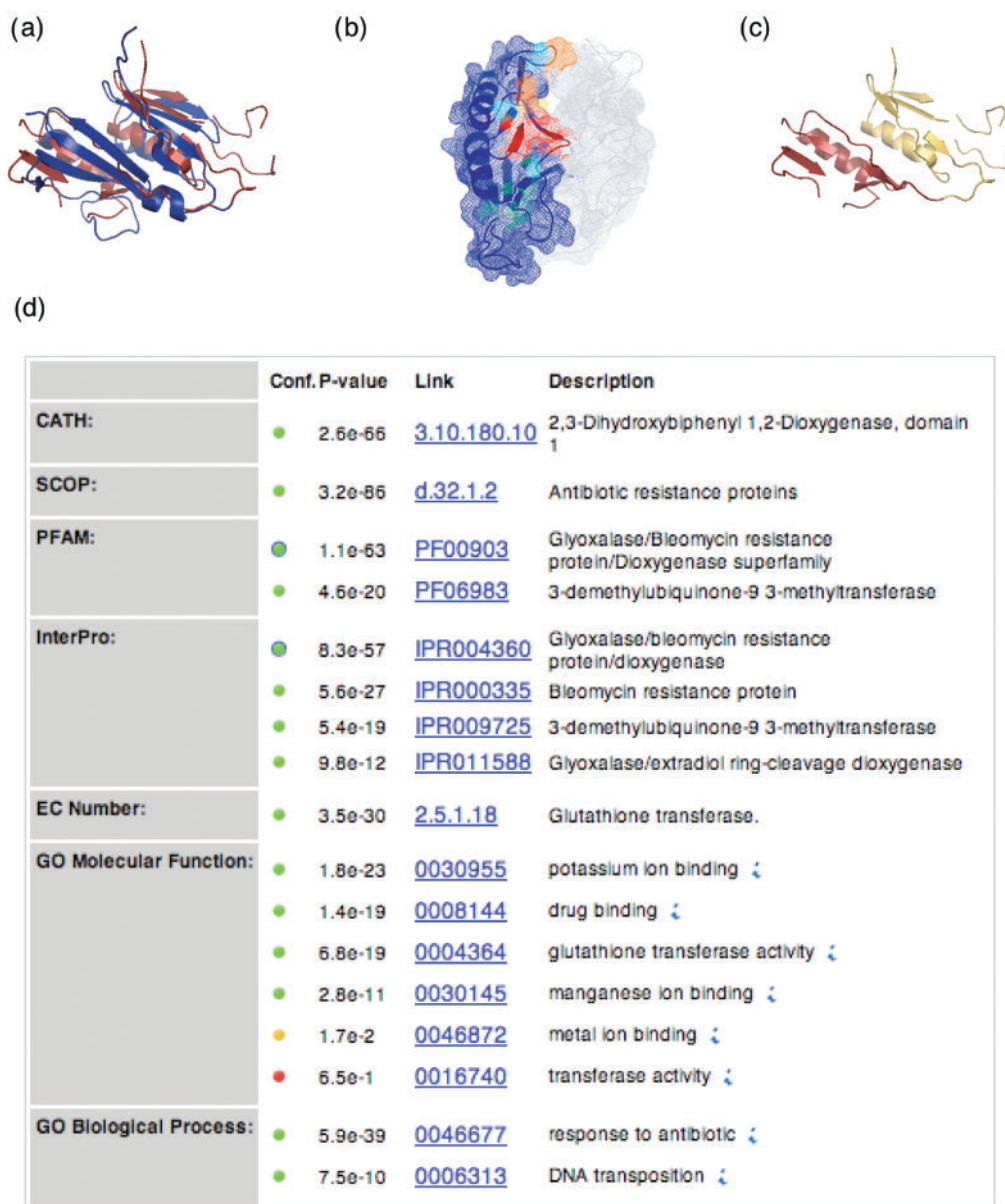 (a)
(b)
(c)
(d)
Conf. P-value Link Description
CATH:
2.6e-66 3.10.180.10 2,3-Dihydroxybiphenyl 1,2-Dioxygenase, domain
1
SCOP:
3.2e-86 d.32.1.2 Antibiotic resistance proteins
PFAM:
1.1e-63 PF00903 Glyoxalase/Bleomycin resistance
protein/Dioxygenase superfamily
4.6e-20 PF06983 3-demethylubiquinone-9 3-methyltransferase
InterPro:
8.3e-57 IPR004360 Glyoxalase/bleomycin resistance
protein/dioxygenase
5.6e-27 IPR000335 Bleomycin resistance protein
5.4e-19 IPR009725 3-demethylubiquinone-9 3-methyltransferase
9.8e-12 IPR011588 Glyoxalase/extradiol ring-cleavage dioxygenase
EC Number:
3.5e-30 2.5.1.18 Glutathione transferase.
GO Molecular Function:
1.8e-23 0030955 potassium ion binding i
1.4e-19 0008144 drug binding i
6.8e-19 0004364 glutathione transferase activity i
2.8e-11 0030145 manganese ion binding i
1.7e-2 0046872 metal ion binding i
6.5e-1 0016740 transferase activity i
GO Biological Process:
5.9e-39 0046677 response to antibiotic i
7.5e-10 0006313 DNA transposition i